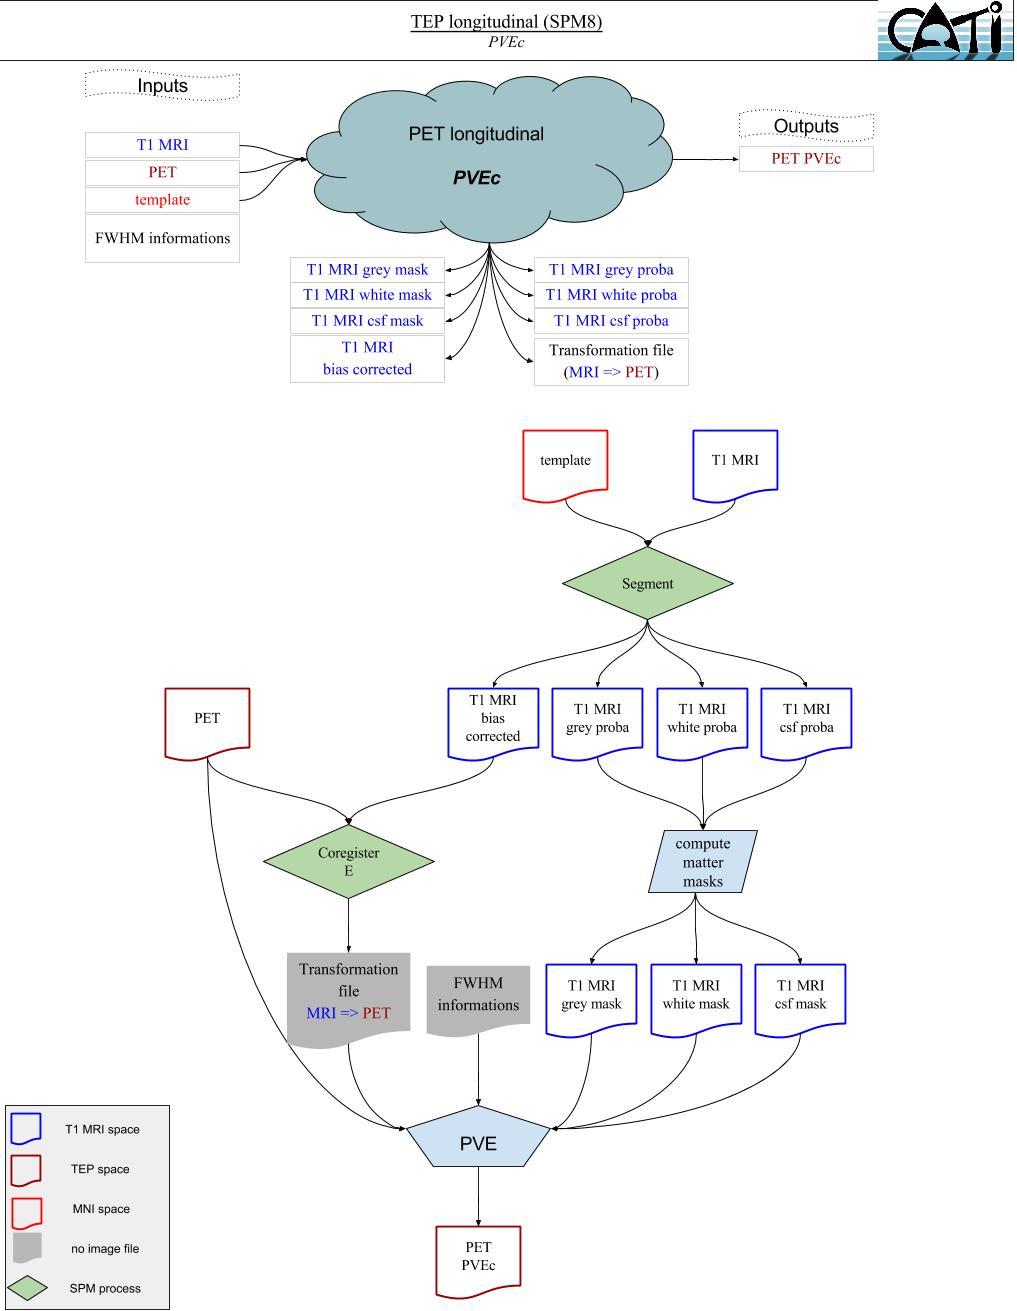 TEP longitudinal (SPM8)
PVEc
CATI
Inputs
T1 MRI
PET
template
FWHM informations
PET longitudinal
PVEc
Outputs
PET PVEc
T1 MRI grey mask
T1 MRI white mask
T1 MRI csf mask
T1 MRI
bias corrected
T1 MRI grey proba
T1 MRI white proba
T1 MRI csf proba
Transformation file
(MRI => PET)
template
T1 MRI
Segment
PET
T1 MRI
bias
corrected
T1 MRI
grey proba
T1 MRI
white proba
T1 MRI
csf proba
Coregister
E
compute
matter
masks
Transformation
file
MRI => PET
FWHM
informations
T1 MRI
grey mask
T1 MRI
white mask
T1 MRI
csf mask
PVE
PET
PVEc
T1 MRI space
TEP space
MNI space
no image file
SPM process